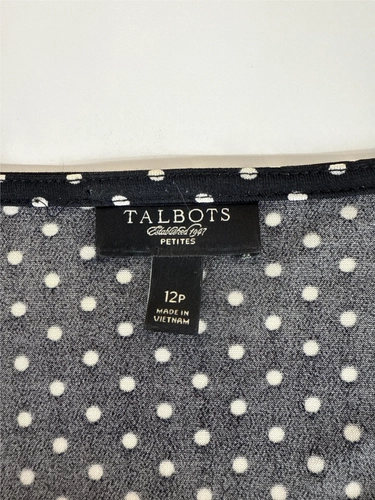 TALBOTS
Established 1947
PETITES
12P
MADE IN
VIETNAM